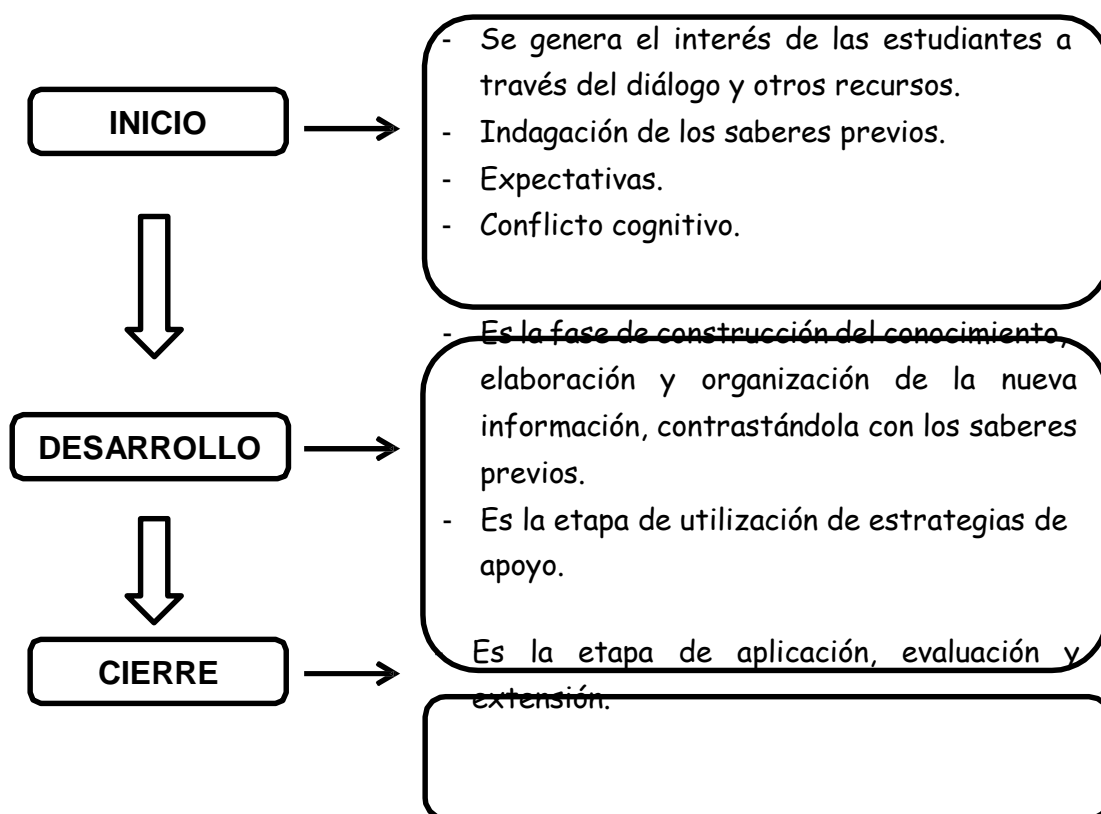 INICIO
- Se genera el interés de las estudiantes a
través del diálogo y otros recursos.
- Indagación de los saberes previos.
- Expectativas.
- Conflicto cognitivo.
DESARROLLO
- Es la fase de construcción del conocimiento,
elaboración y organización de la nueva
información, contrastándola con los saberes
previos.
- Es la etapa de utilización de estrategias de
apoyo.
CIERRE
Es la etapa de aplicación, evaluación y
extensión.